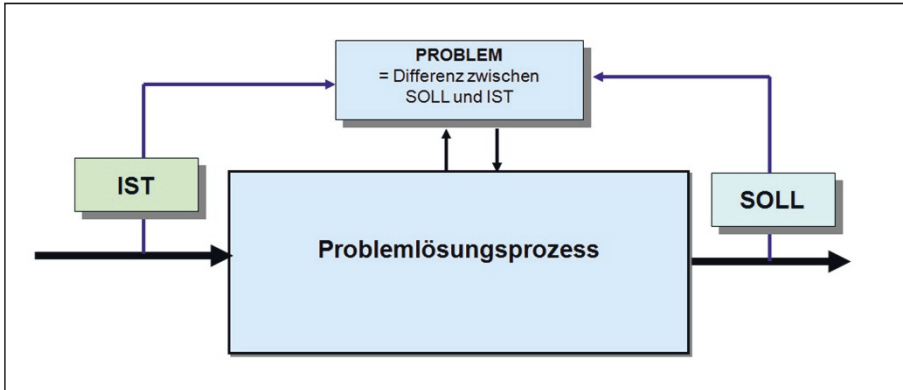 PROBLEM
= Differenz zwischen
SOLL und IST
IST
SOLL
Problemlösungsprozess